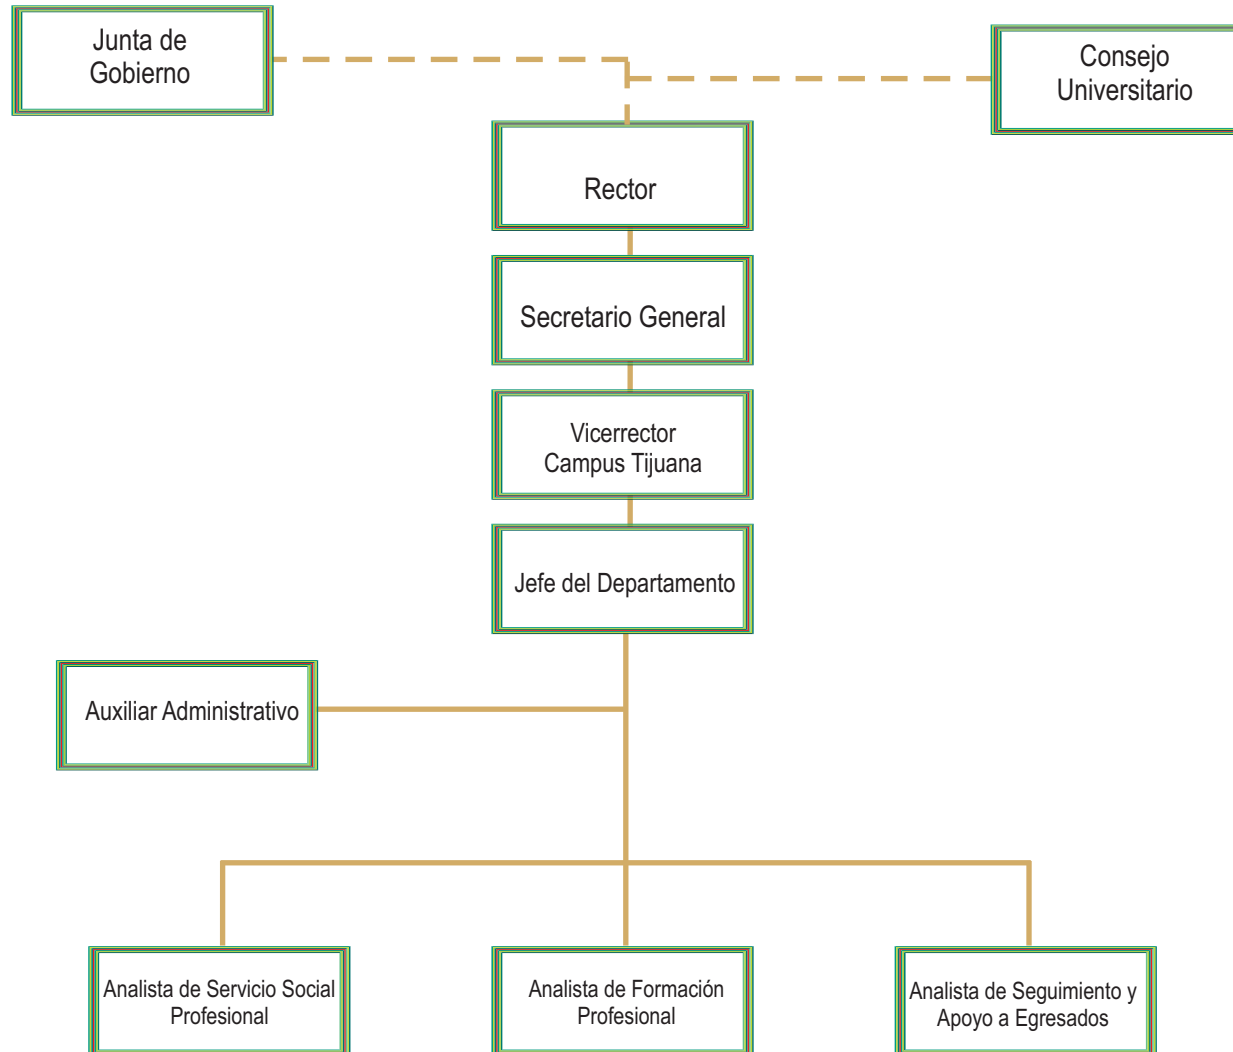 Junta de
Gobierno
Consejo
Universitario
Rector
Secretario General
Vicerrector
Campus Tijuana
Jefe del Departamento
Auxiliar Administrativo
Analista de Servicio Social
Profesional
Analista de Formación
Profesional
Analista de Seguimiento y
Apoyo a Egresados